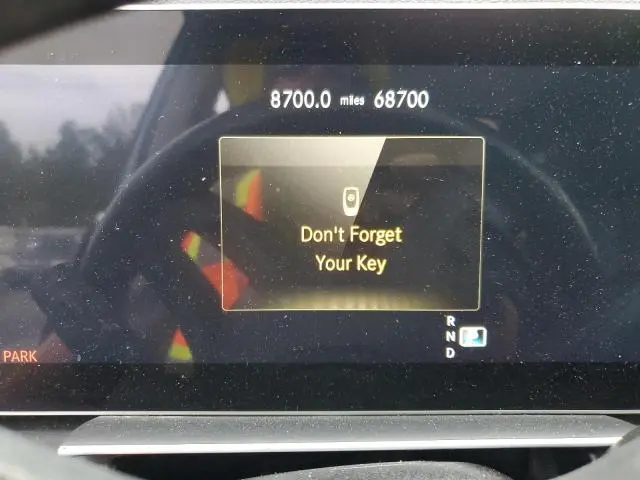 8700.0 miles 68700
Don't Forget
Your Key
R
N
D
PARK